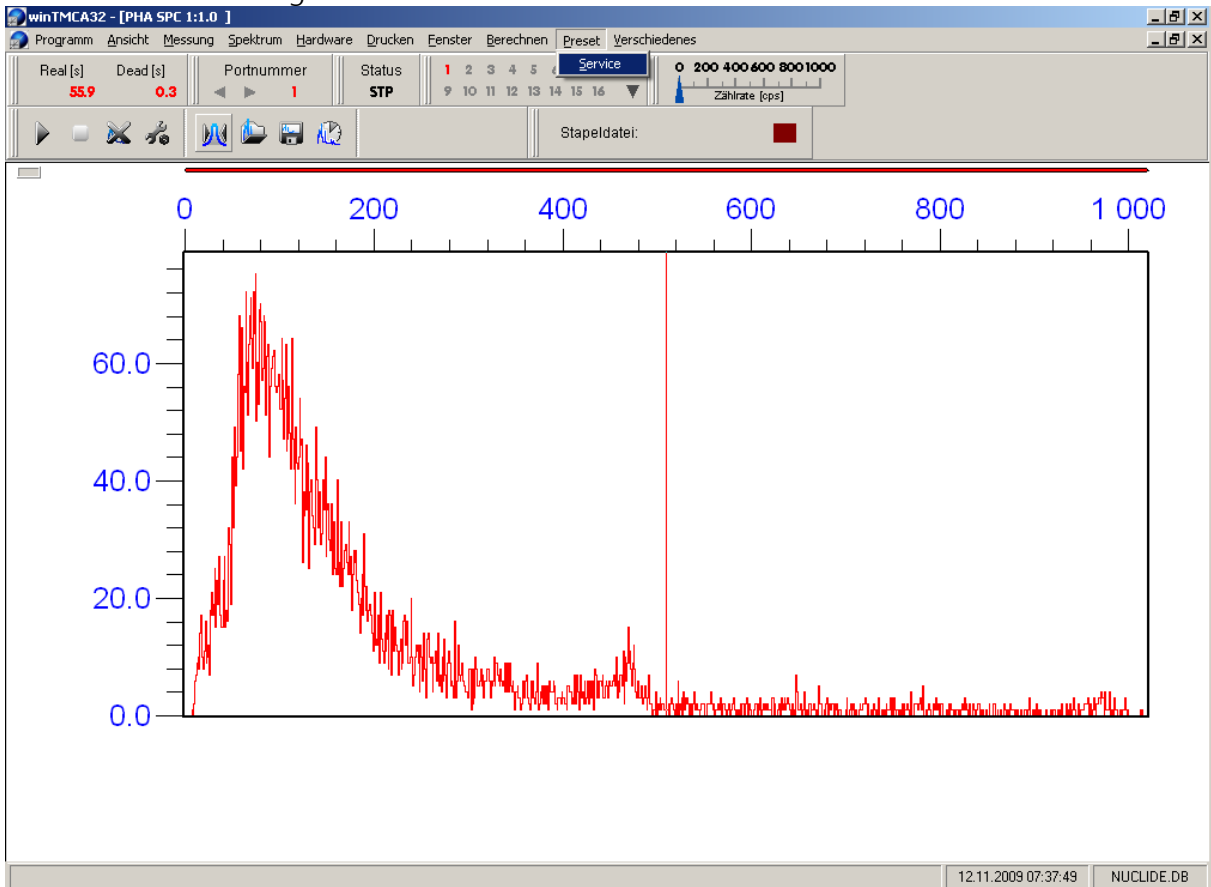 winTMCA32 - [PHA SPC 1:1.0 ]
Programm Ansicht Messung Spektrum Hardware Drucken Fenster Berechnen Preset Verschiedenes
Service
Real [s] Dead [s] Portnummer Status 1 2 3 4 5 0 200 400 600 800 1000
55.9 0.3 1 STP 9 10 11 12 13 14 15 16 Zählrate [cps]
Stapeldatei:
0 200 400 600 800 1 000
60.0
40.0
20.0
0.0
12.11.2009 07:37:49 NUCLIDE.DB